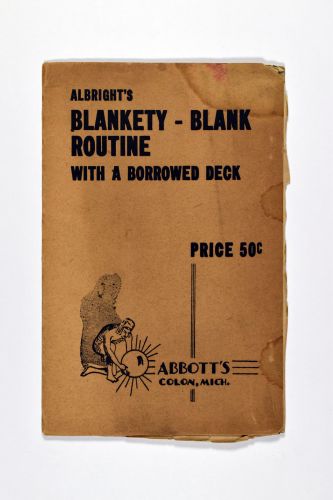 ALBRIGHT'S
BLANKETY - BLANK
ROUTINE
WITH A BORROWED DECK
PRICE 50¢
ABBOTT'S
COLON, MICH.